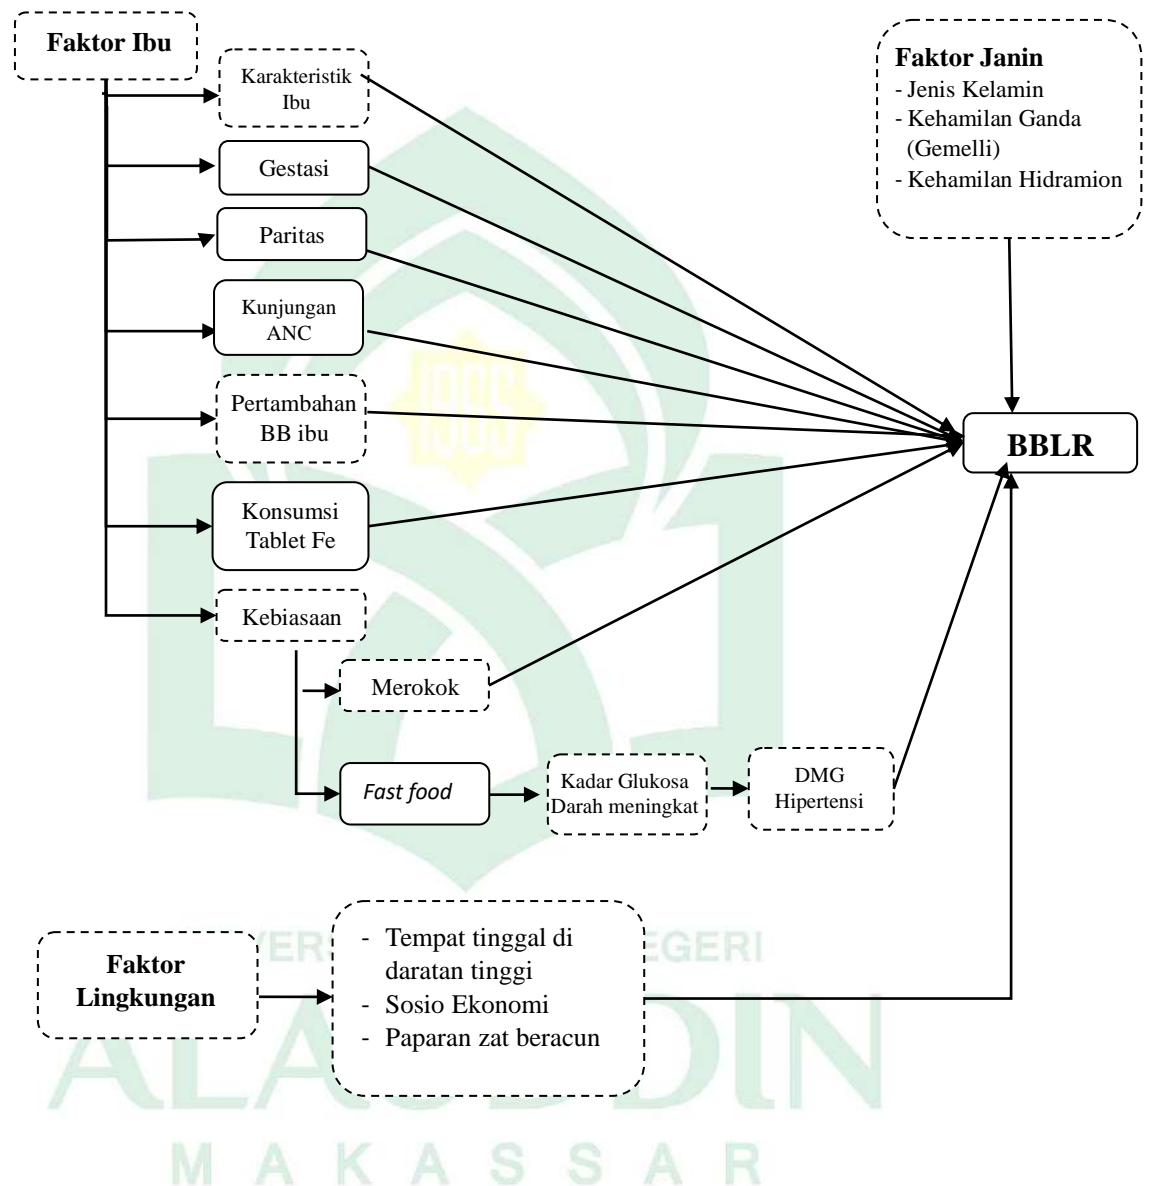 Faktor Ibu
Karakteristik
Ibu
Gestasi
Paritas
Kunjungan
ANC
Pertambahan
BB ibu
Konsumsi
Tablet Fe
Kebiasaan
Merokok
Fast food
Kadar Glukosa
Darah meningkat
DMG
Hipertensi
Faktor Janin
- Jenis Kelamin
- Kehamilan Ganda
(Gemelli)
- Kehamilan Hidramion
BBLR
Faktor
Lingkungan
- Tempat tinggal di
daratan tinggi
- Sosio Ekonomi
- Paparan zat beracun
MAKASSAR